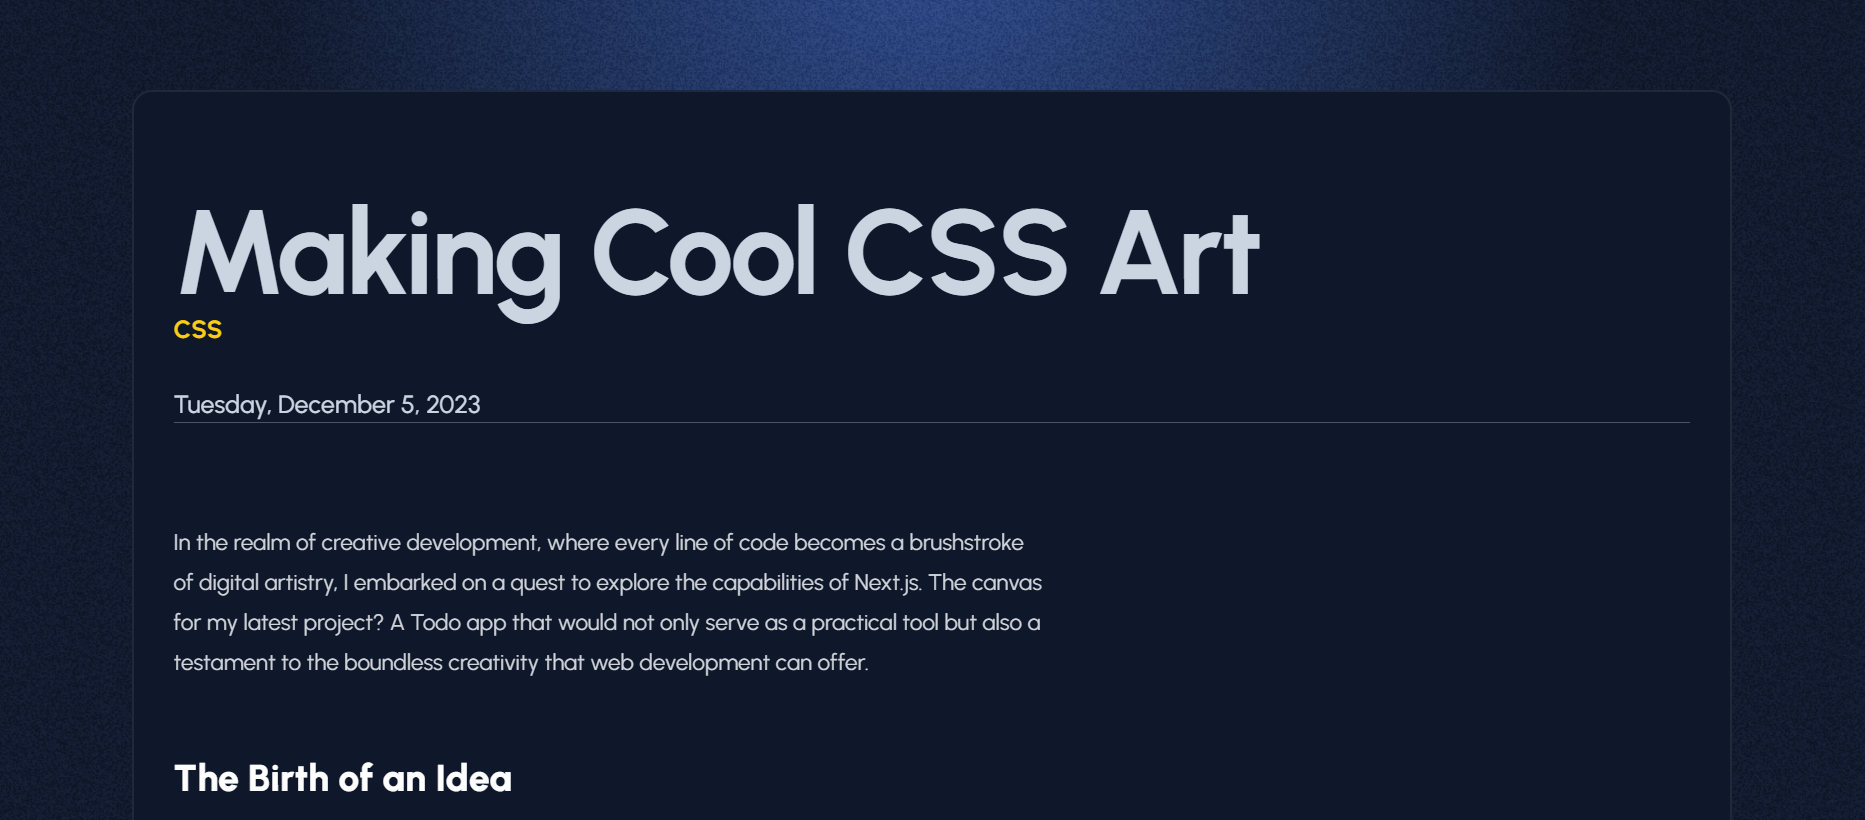 Making Cool CSS Art
CSS
Tuesday, December 5, 2023
In the realm of creative development, where every line of code becomes a brushstroke
of digital artistry, I embarked on a quest to explore the capabilities of Next.js. The canvas
for my latest project? A Todo app that would not only serve as a practical tool but also a
testament to the boundless creativity that web development can offer.
The Birth of an Idea